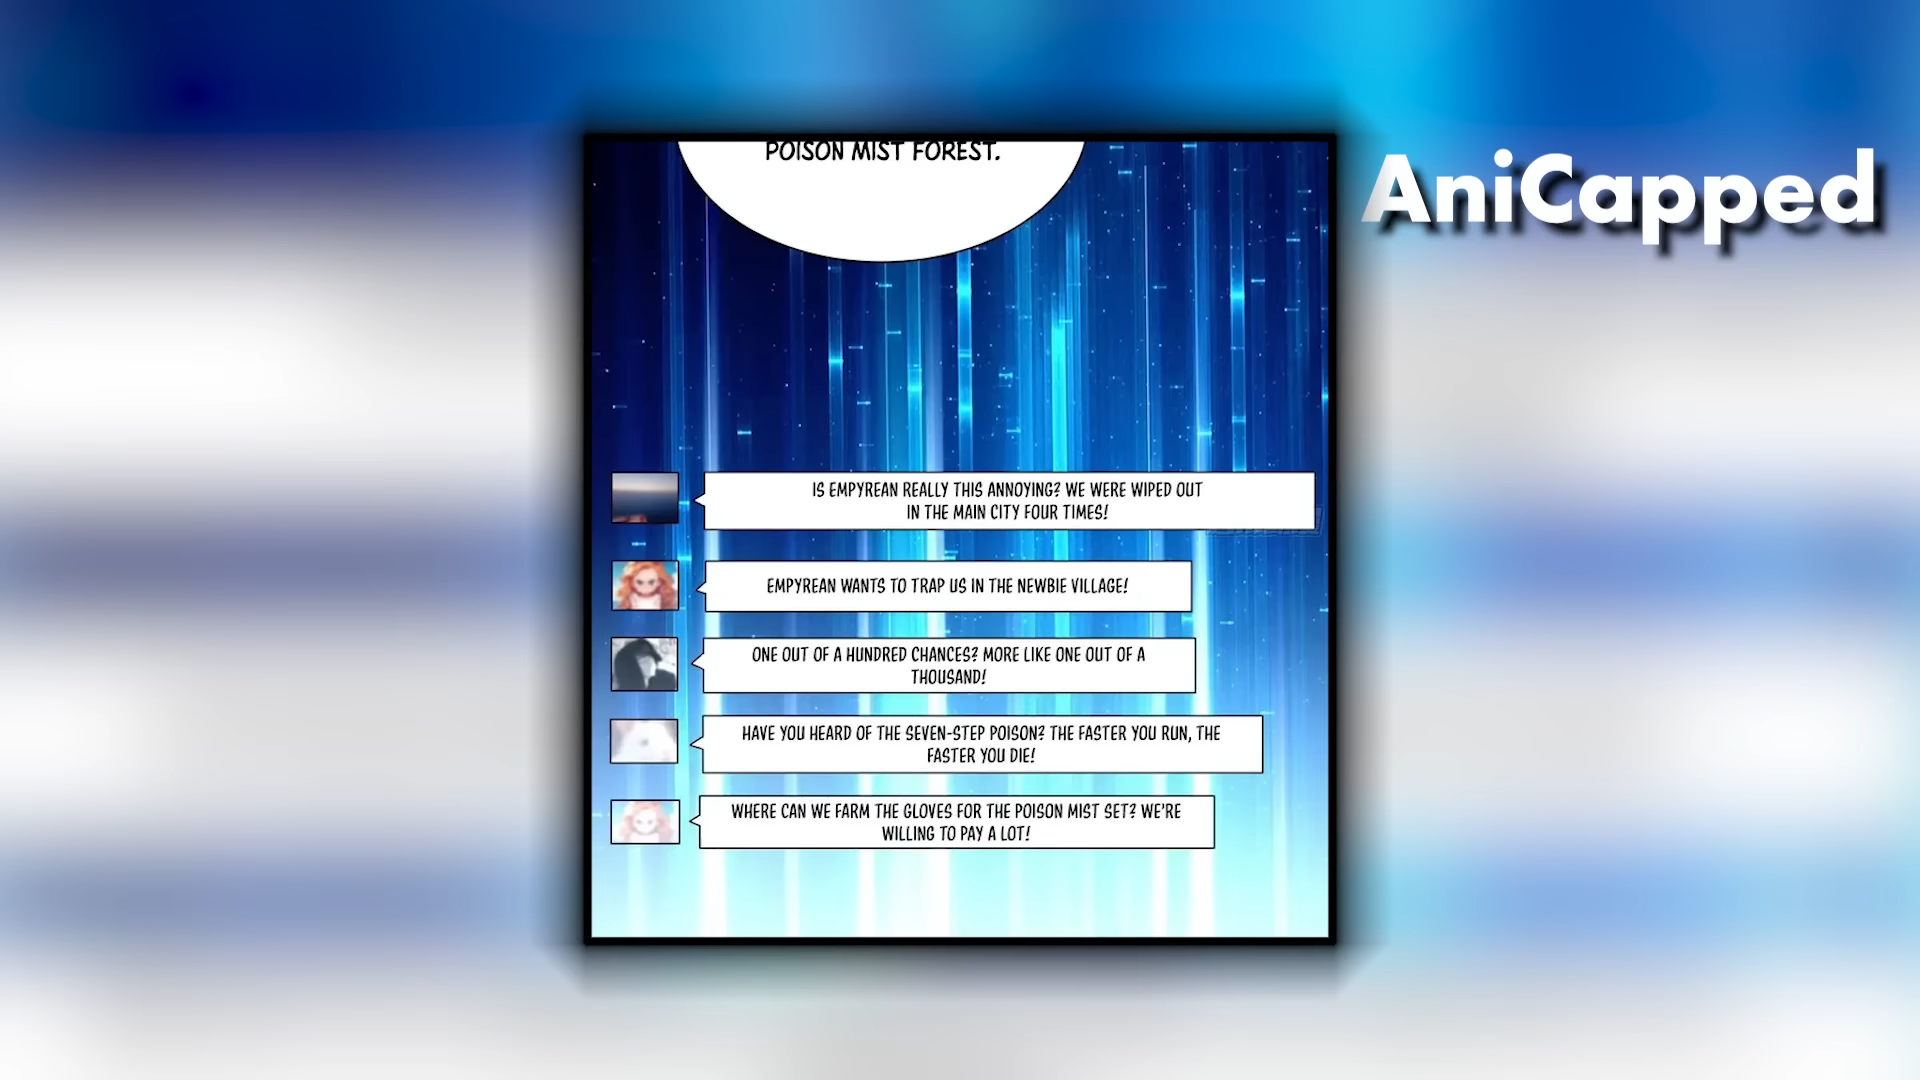 POISON MIST FOREST.
AniCapped
IS EMPYREAN REALLY THIS ANNOYING? WE WERE WIPED OUT
IN THE MAIN CITY FOUR TIMES!
EMPYREAN WANTS TO TRAP US IN THE NEWBIE VILLAGE!
ONE OUT OF A HUNDRED CHANCES? MORE LIKE ONE OUT OF A
THOUSAND!
HAVE YOU HEARD OF THE SEVEN-STEP POISON? THE FASTER YOU RUN, THE
FASTER YOU DIE!
WHERE CAN WE FARM THE GLOVES FOR THE POISON MIST SET? WE'RE
WILLING TO PAY A LOT!